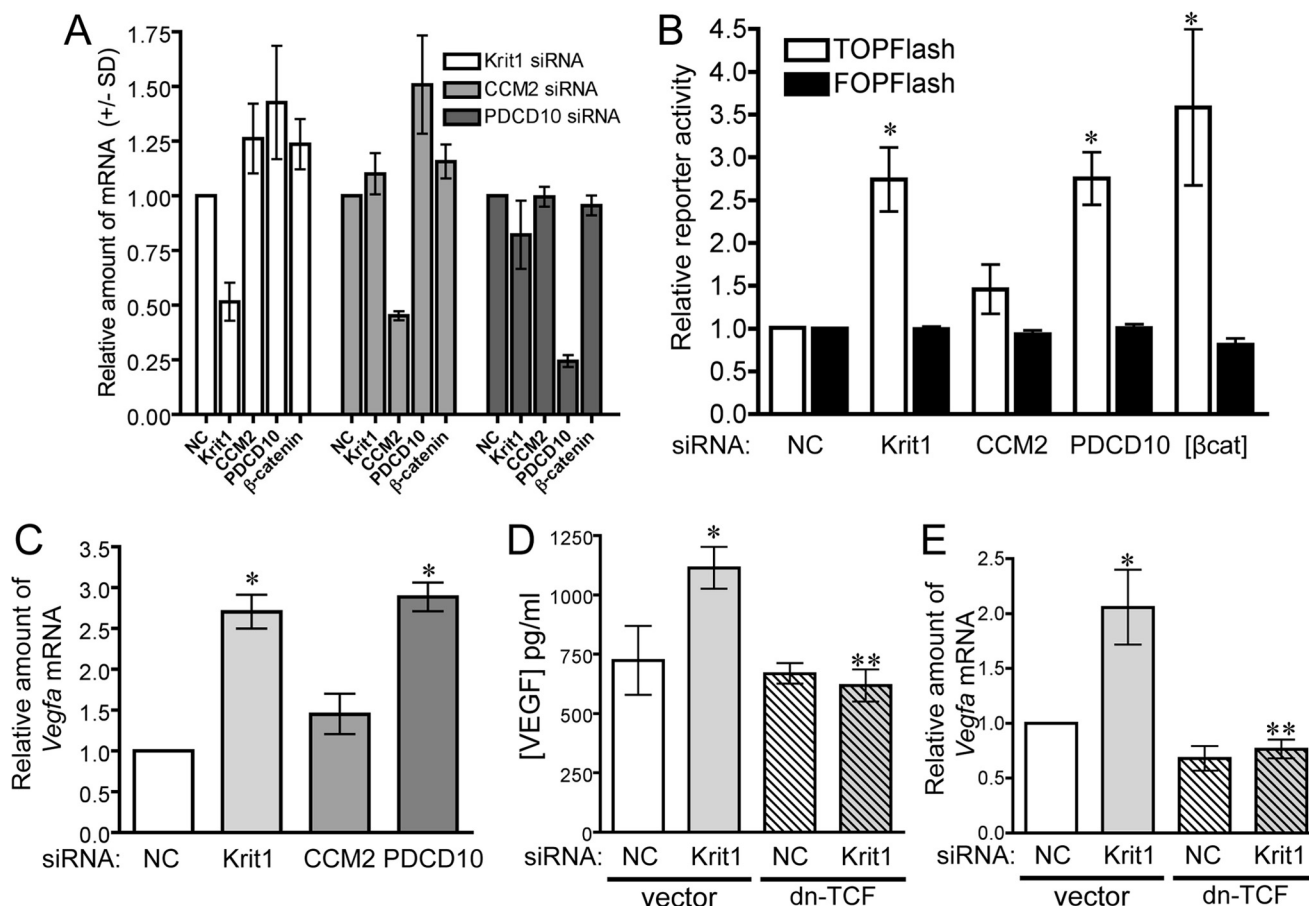 A
Relative amount of mRNA (+/- SD)
1.75
1.50
1.25
1.00
0.75
0.50
0.25
0.00
Krit1 siRNA
CCM2 siRNA
PDCD10 siRNA
NC
Krit1
CCM2
PDCD10
β-catenin
NC
Krit1
CCM2
PDCD10
β-catenin
NC
Krit1
CCM2
PDCD10
β-catenin
B
Relative reporter activity
4.5
4.0
3.5
3.0
2.5
2.0
1.5
1.0
0.5
0.0
TOPFlash
FOPFlash
*
*
*
siRNA: NC Krit1 CCM2 PDCD10 [βcat]
C
Relative amount of
Vegfa mRNA
3.5
3.0
2.5
2.0
1.5
1.0
0.5
0.0
*
*
siRNA: NC Krit1 CCM2 PDCD10
D
[VEGF] pg/ml
1250
1000
750
500
250
0
*
**
siRNA: NC Krit1 NC Krit1
vector dn-TCF
E
Relative amount of
Vegfa mRNA
2.5
2.0
1.5
1.0
0.5
0.0
*
**
siRNA: NC Krit1 NC Krit1
vector dn-TCF